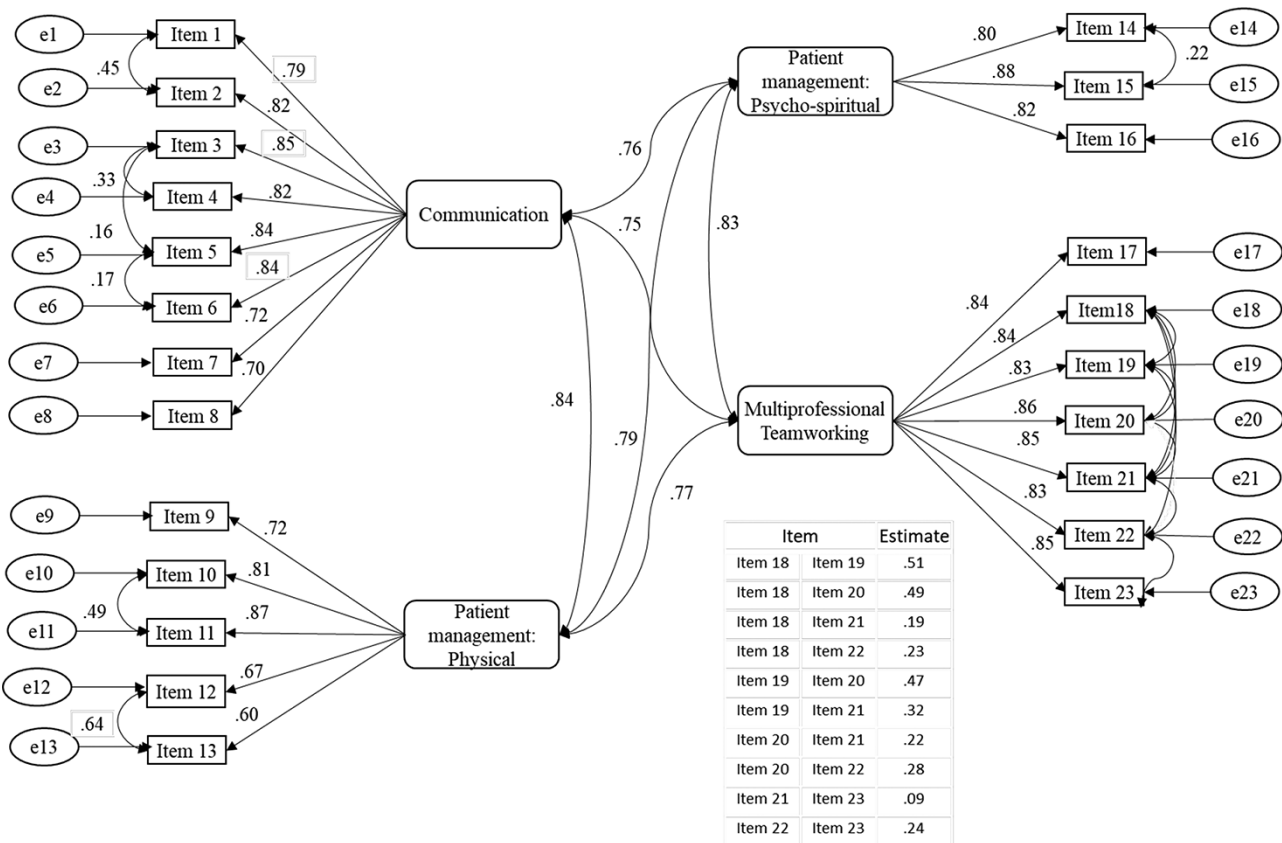 e1
Item 1
.79
.45
e2
Item 2
.82
e3
Item 3
.85
.33
e4
Item 4
.82
.16
e5
Item 5
.84
.17
e6
Item 6
.84
e7
Item 7
.72
e8
Item 8
.70
Communication
e9
Item 9
.72
e10
Item 10
.81
.49
e11
Item 11
.87
e12
Item 12
.67
.64
e13
Item 13
.60
Patient
management:
Physical
.76
.75
.83
.84
.79
.77
Patient
management:
Psycho-spiritual
.80
Item 14
e14
.22
.88
Item 15
e15
.82
Item 16
e16
Multiprofessional
Teamworking
.84
Item 17
e17
.84
Item18
e18
.83
Item 19
e19
.86
Item 20
e20
.85
Item 21
e21
.83
Item 22
e22
.85
Item 23
e23
Item Estimate
Item 18 Item 19 .51
Item 18 Item 20 .49
Item 18 Item 21 .19
Item 18 Item 22 .23
Item 19 Item 20 .47
Item 19 Item 21 .32
Item 20 Item 21 .22
Item 20 Item 22 .28
Item 21 Item 23 .09
Item 22 Item 23 .24